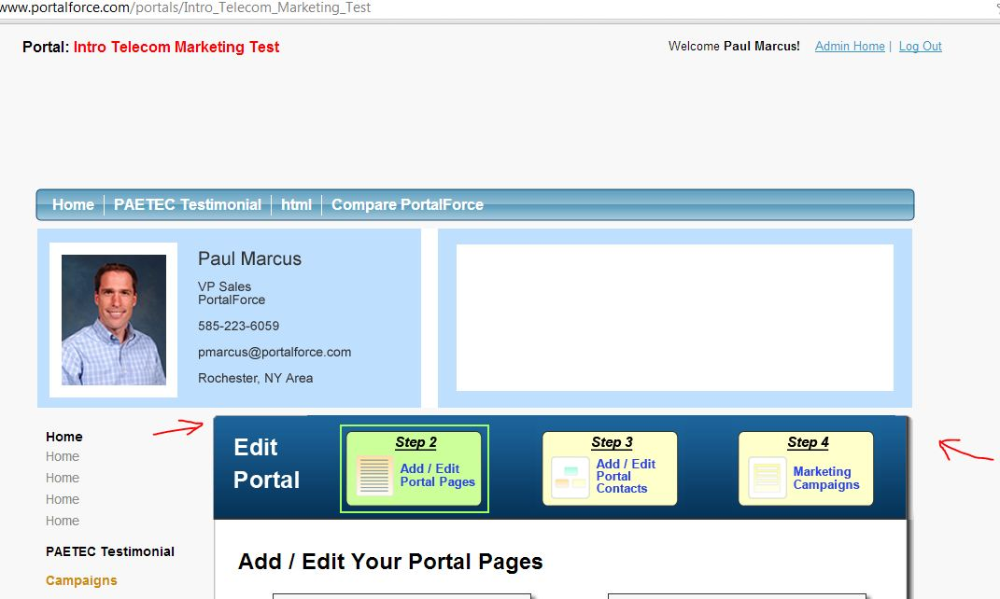 www.portalforce.com/portals/Intro_Telecom_Marketing_Test
Portal: Intro Telecom Marketing Test
Welcome Paul Marcus! Admin Home | Log Out
Home PAETEC Testimonial html Compare PortalForce
Paul Marcus
VP Sales
PortalForce
585-223-6059
pmarcus@portalforce.com
Rochester, NY Area
Home
Home
Home
Home
Home
PAETEC Testimonial
Campaigns
Edit
Portal
Step 2
Add / Edit
Portal Pages
Step 3
Add / Edit
Portal
Contacts
Step 4
Marketing
Campaigns
Add / Edit Your Portal Pages